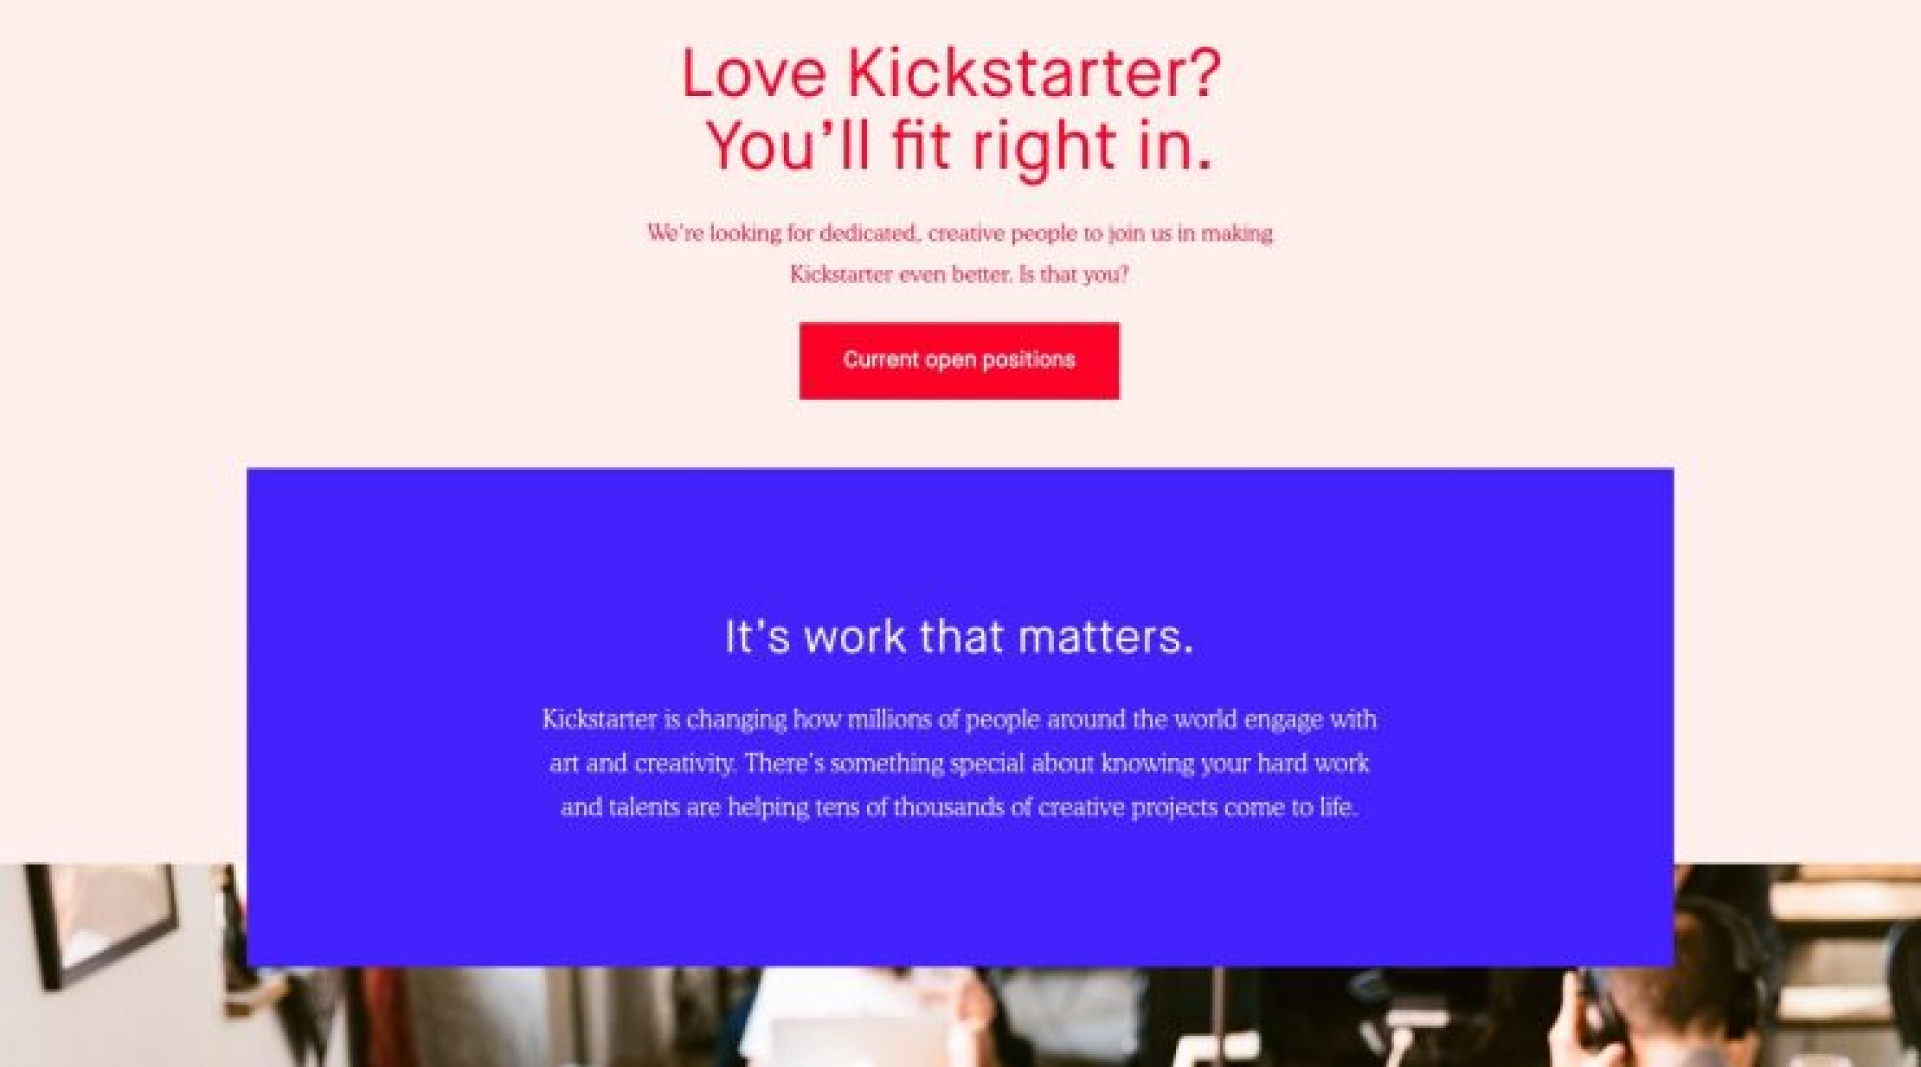 Love Kickstarter?
You’ll fit right in.
We’re looking for dedicated, creative people to join us in making
Kickstarter even better. Is that you?
Current open positions
It’s work that matters.
Kickstarter is changing how millions of people around the world engage with
art and creativity. There’s something special about knowing your hard work
and talents are helping tens of thousands of creative projects come to life.